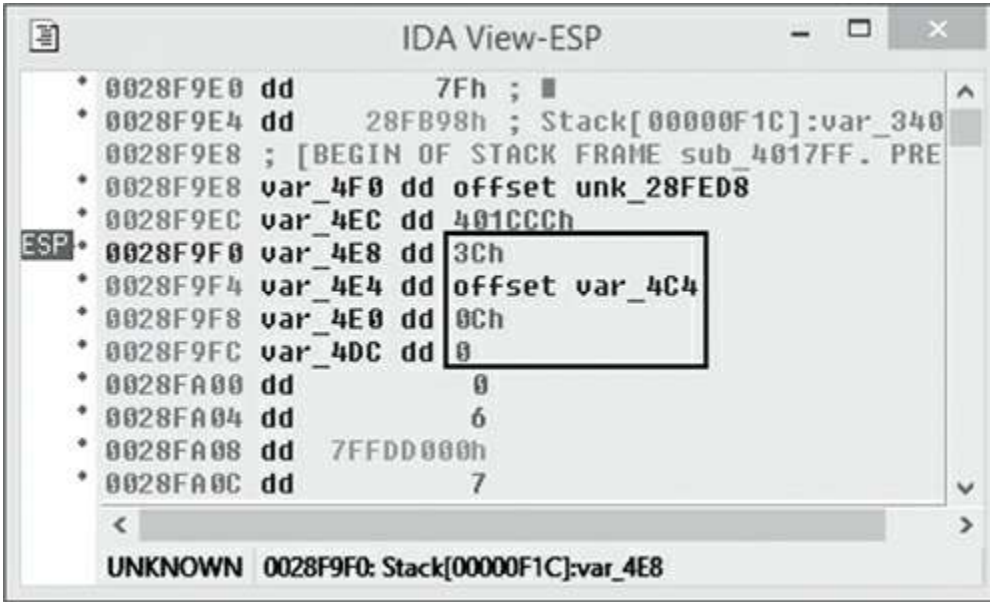 IDA View-ESP
0028F9E0 dd 7Fh ;
0028F9E4 dd 28FB98h ; Stack[00000F1C]:var_340
0028F9E8 ; [BEGIN OF STACK FRAME sub_4017FF. PRE
0028F9E8 var_4F0 dd offset unk_28FED8
0028F9EC var_4EC dd 401CCCh
ESP 0028F9F0 var_4E8 dd 3Ch
0028F9F4 var_4E4 dd offset var_4C4
0028F9F8 var_4E0 dd 0Ch
0028F9FC var_4DC dd 0
0028FA00 dd 0
0028FA04 dd 6
0028FA08 dd 7FFDD000h
0028FA0C dd 7
UNKNOWN 0028F9F0: Stack[00000F1C]:var_4E8